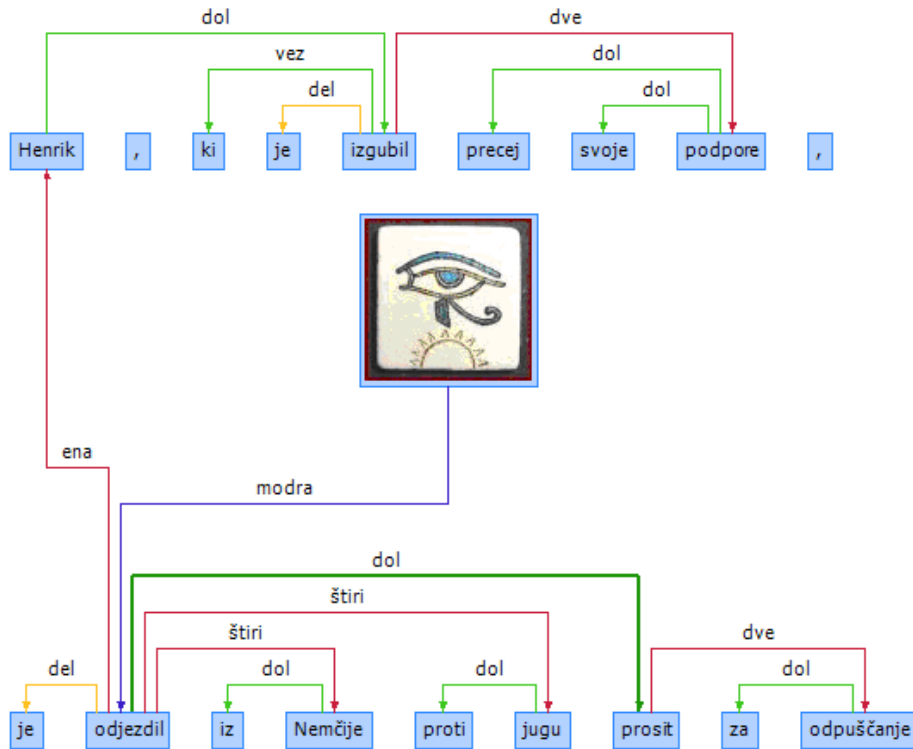 dol dve
vez dol
del dol
Henrik , ki je izgubil precej svoje podpore ,
ena
modra
dol
štiri
štiri dve
del dol dol dol
je odjezdil iz Nemčije proti jugu prosit za odpuščanje